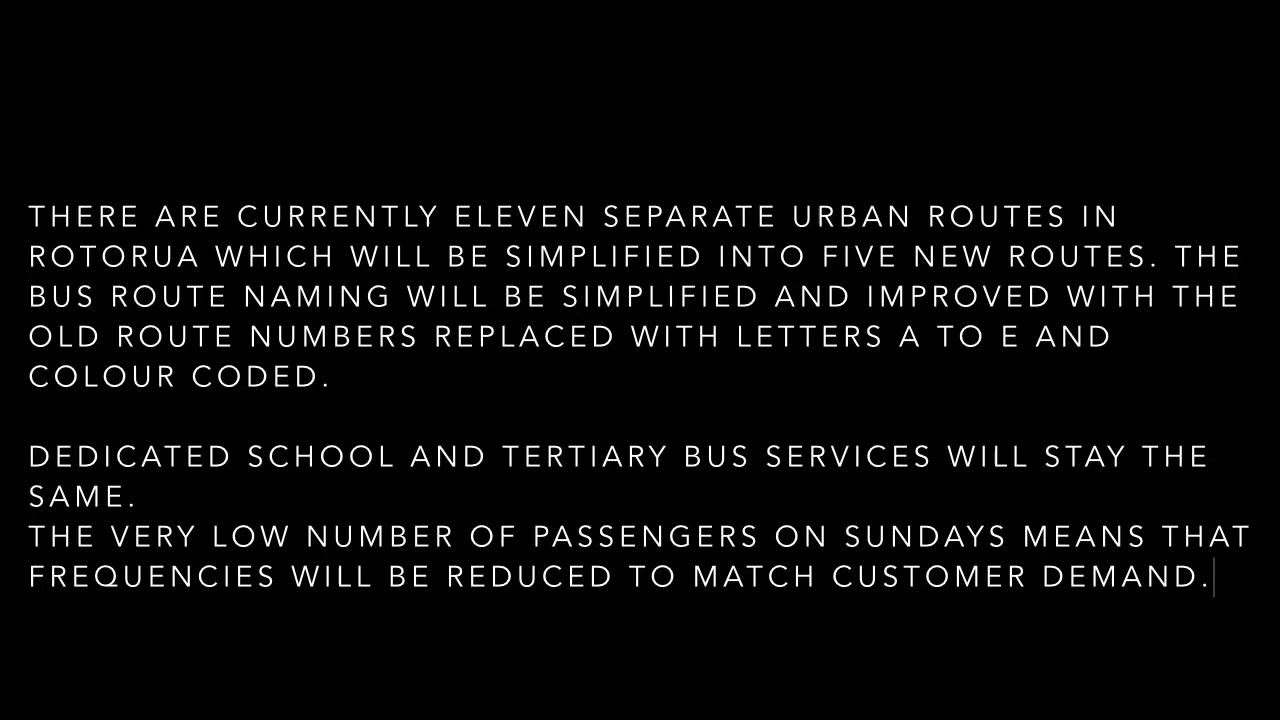 THERE ARE CURRENTLY ELEVEN SEPARATE URBAN ROUTES IN
ROTORUA WHICH WILL BE SIMPLIFIED INTO FIVE NEW ROUTES. THE
BUS ROUTE NAMING WILL BE SIMPLIFIED AND IMPROVED WITH THE
OLD ROUTE NUMBERS REPLACED WITH LETTERS A TO E AND
COLOUR CODED.
DEDICATED SCHOOL AND TERTIARY BUS SERVICES WILL STAY THE
SAME.
THE VERY LOW NUMBER OF PASSENGERS ON SUNDAYS MEANS THAT
FREQUENCIES WILL BE REDUCED TO MATCH CUSTOMER DEMAND.